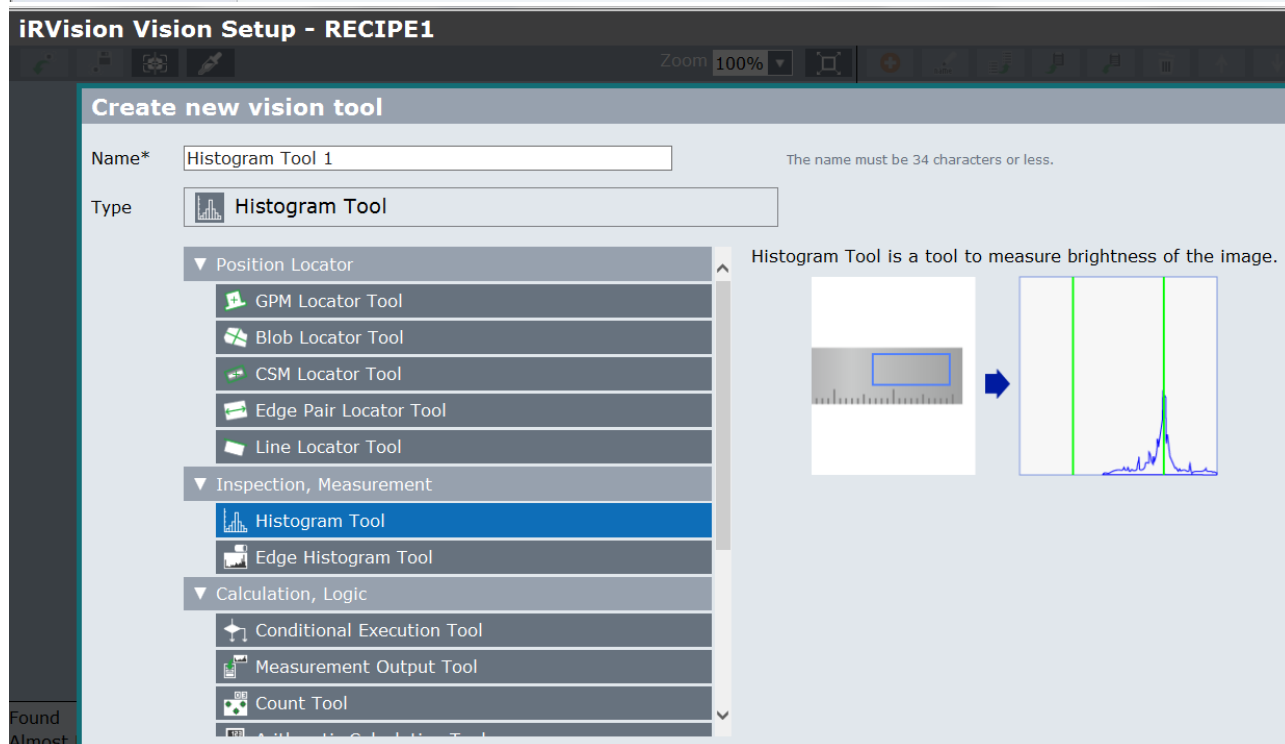 iRVision Vision Setup - RECIPE1
Zoom 100%
Create new vision tool
Name* Histogram Tool 1 The name must be 34 characters or less.
Type Histogram Tool
Position Locator
Histogram Tool is a tool to measure brightness of the image.
GPM Locator Tool
Blob Locator Tool
CSM Locator Tool
Edge Pair Locator Tool
Line Locator Tool
Inspection, Measurement
Histogram Tool
Edge Histogram Tool
Calculation, Logic
Conditional Execution Tool
Measurement Output Tool
Count Tool
Found
Almost